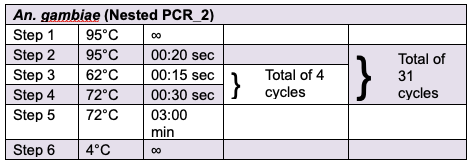 An. gambiae (Nested PCR_2)
Step 1 95°C ∞
Step 2 95°C 00:20 sec
Step 3 62°C 00:15 sec
Step 4 72°C 00:30 sec
} Total of 4
cycles
} Total of
31
cycles
Step 5 72°C 03:00
min
Step 6 4°C ∞